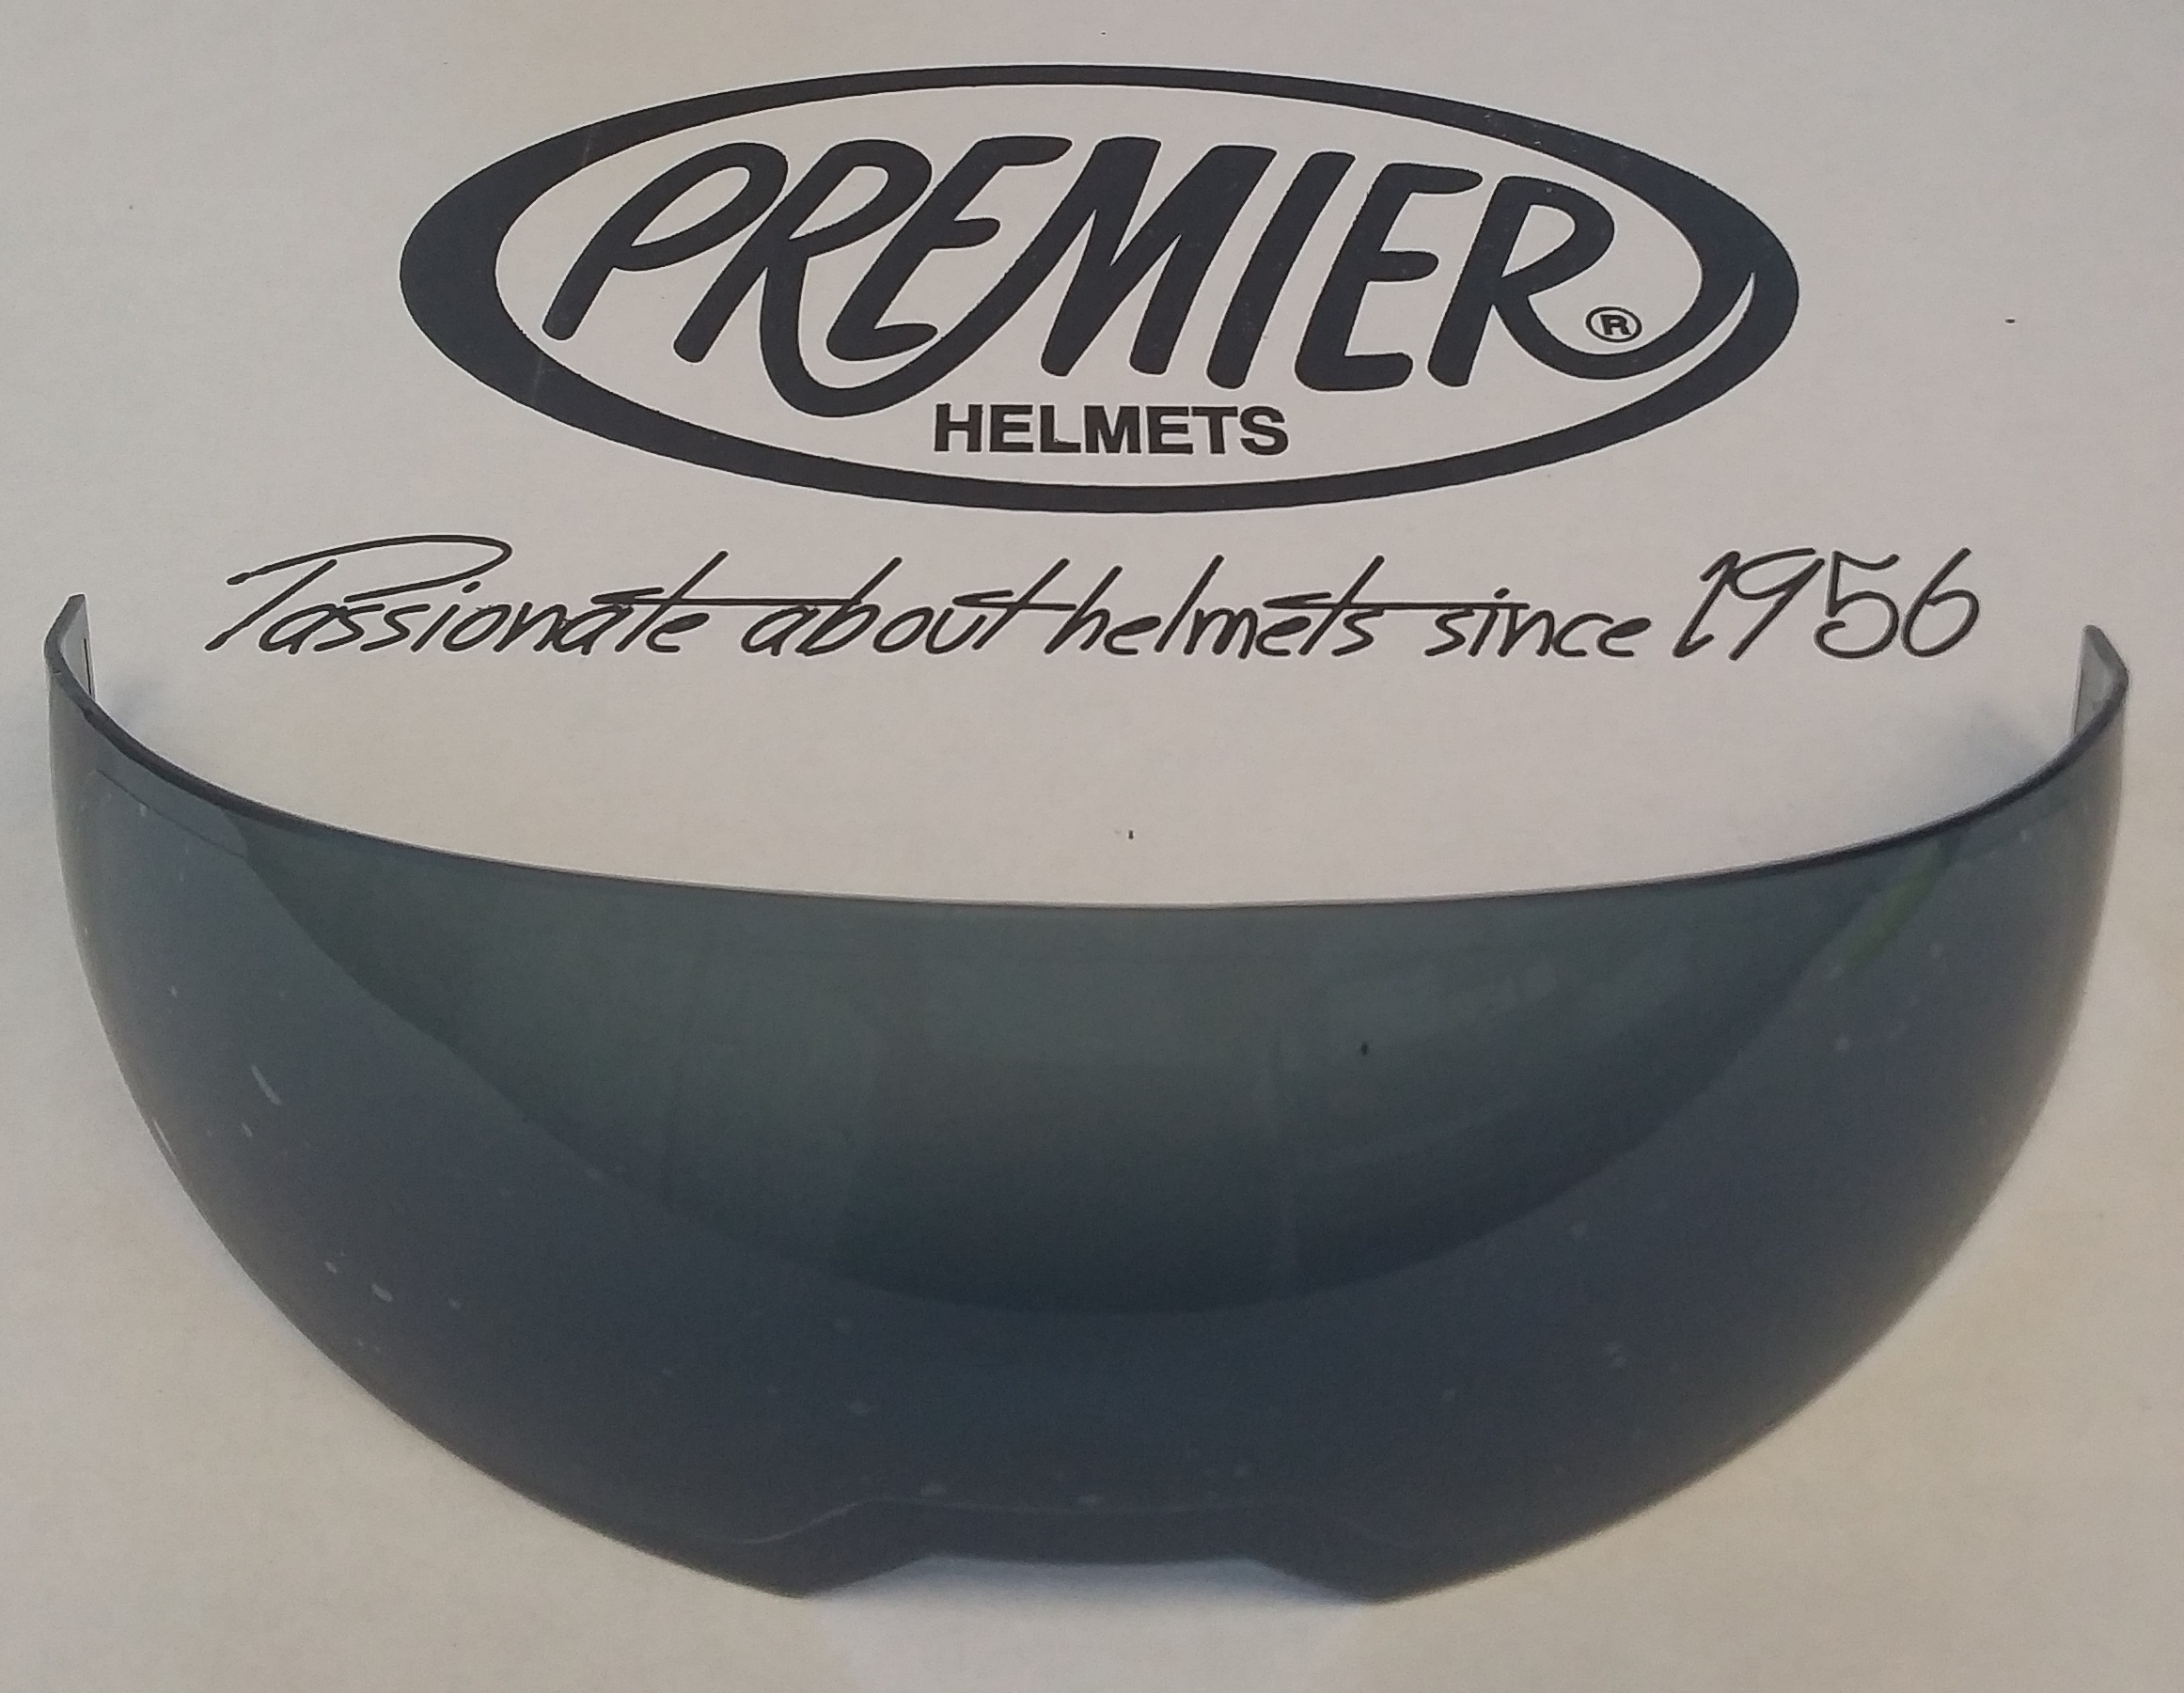 PREMIER®
HELMETS
Passionate about helmets since 1956